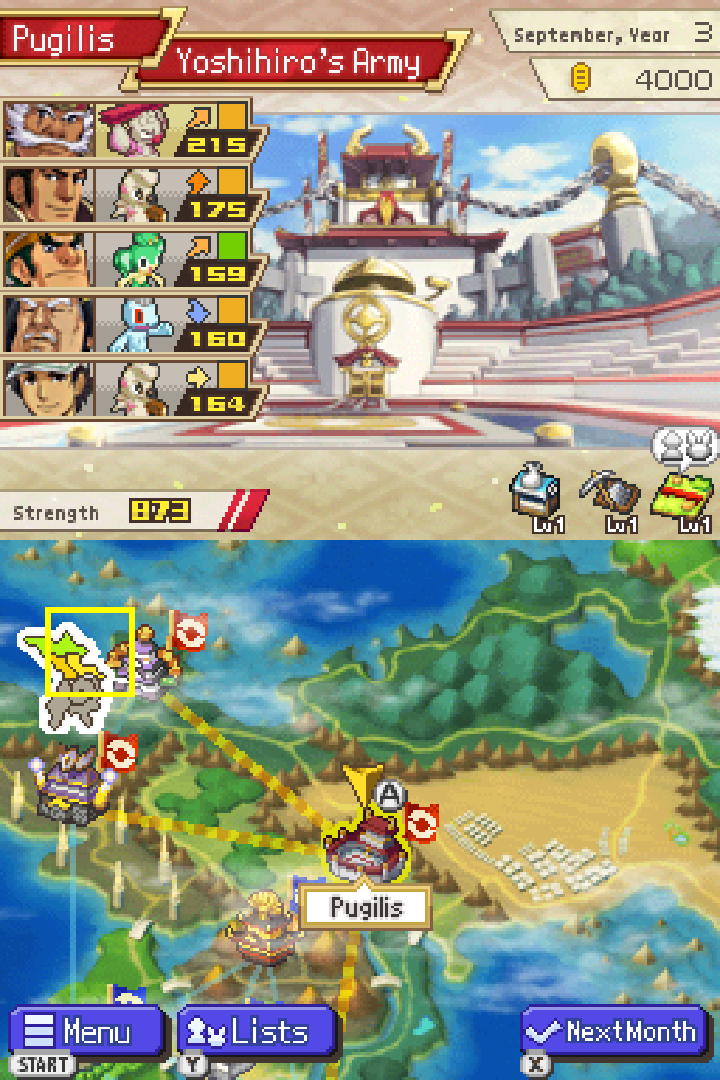 Pugilis
September, Year 3
Yoshihiro's Army
4000
215
175
159
160
164
Strength 873
Lv1
Lv1
Lv1
A
Pugilis
Menu
Lists
NextMonth
START
Y
X